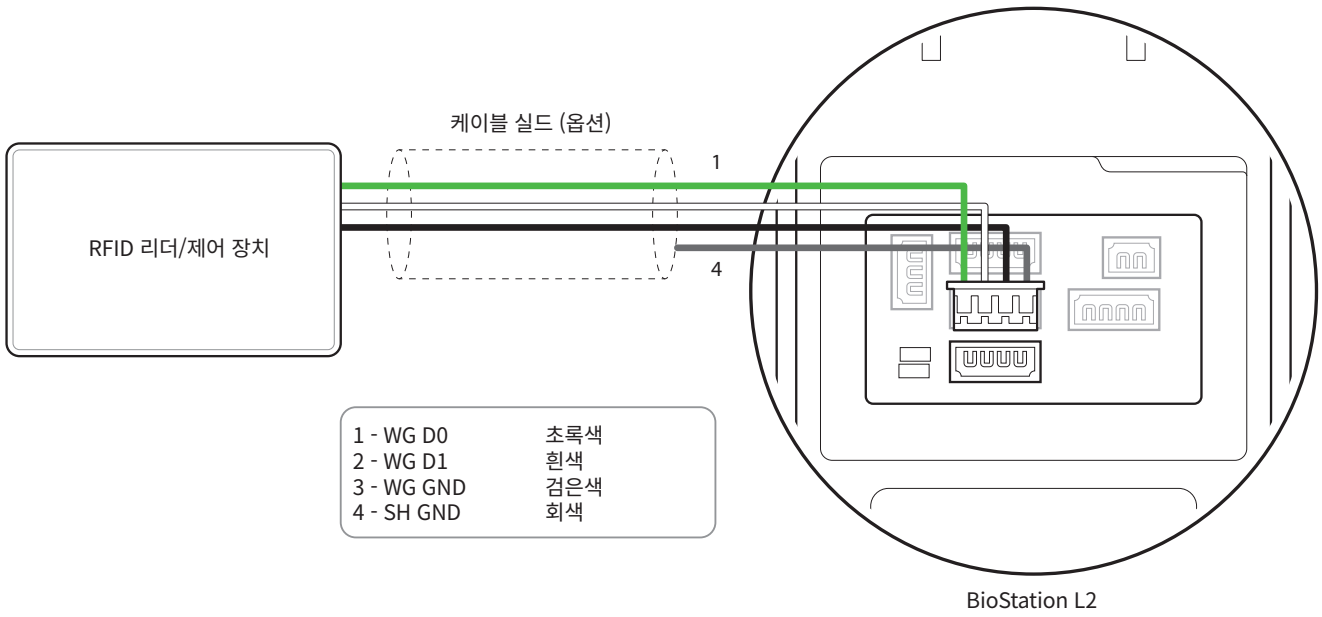 케이블 실드 (옵션)
1
RFID 리더/제어 장치
4
1 - WG D0 초록색
2 - WG D1 흰색
3 - WG GND 검은색
4 - SH GND 회색
BioStation L2